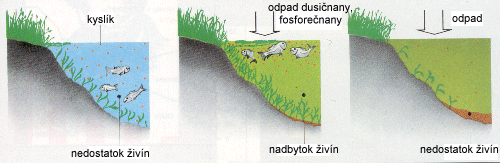 kyslík
nedostatok živín
odpad dusičnany,
fosforečnany
nadbytok živín
odpad
nedostatok živín